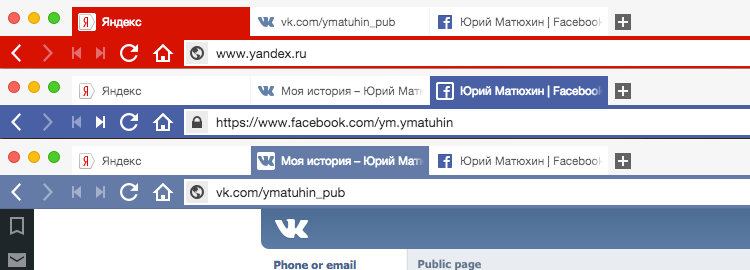 Яндекс vk.com/ymatuhin_pub Юрий Матюхин | Facebook
www.yandex.ru
Яндекс Моя история – Юрий Мат Юрий Матюхин | Facebook
https://www.facebook.com/ym.ymatuhin
Яндекс Моя история – Юрий Мат Юрий Матюхин | Facebook
vk.com/ymatuhin_pub
Phone or email Public page